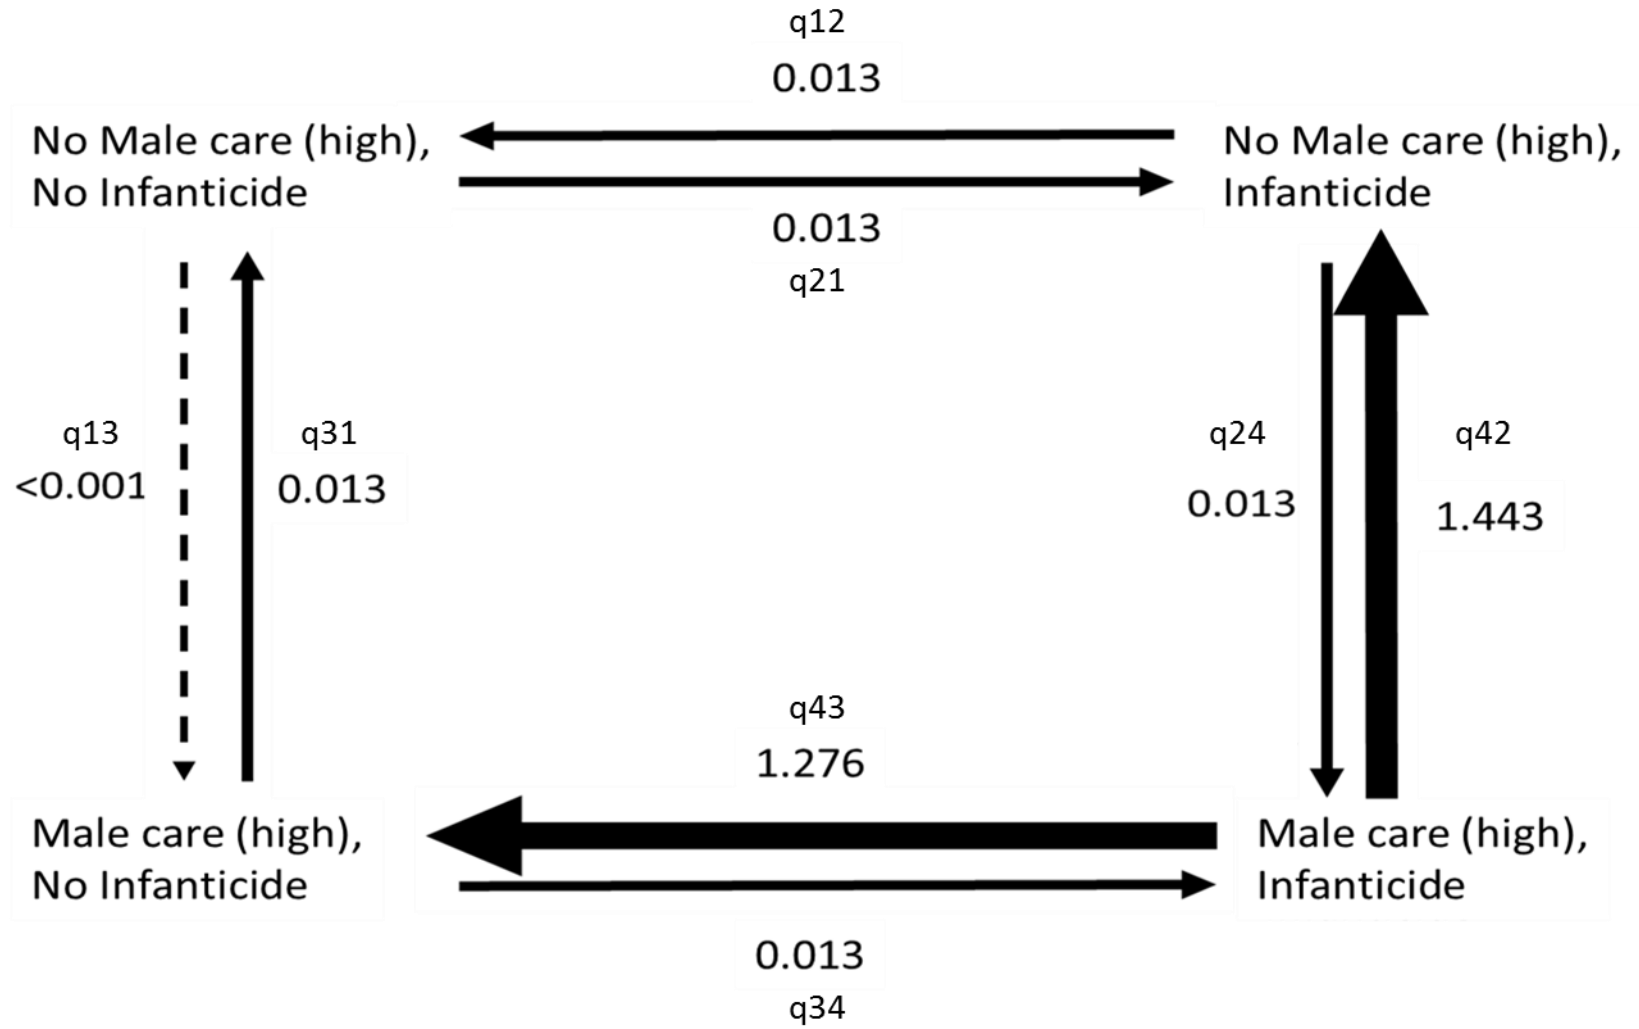 q12
0.013
No Male care (high),
No Infanticide
No Male care (high),
Infanticide
0.013
q21
q13
<0.001
q31
0.013
q24
0.013
q42
1.443
q43
1.276
Male care (high),
No Infanticide
Male care (high),
Infanticide
0.013
q34